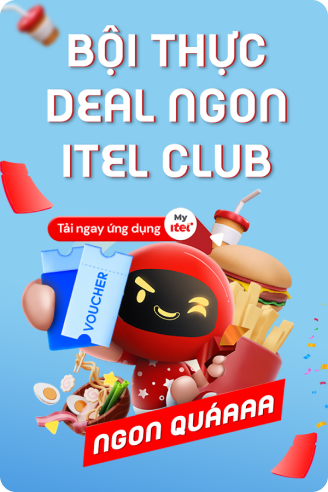 BỘI THỰC
DEAL NGON
ITEL CLUB
Tải ngay ứng dụng
My
itel
VOUCHER
NGON QUÁAAA